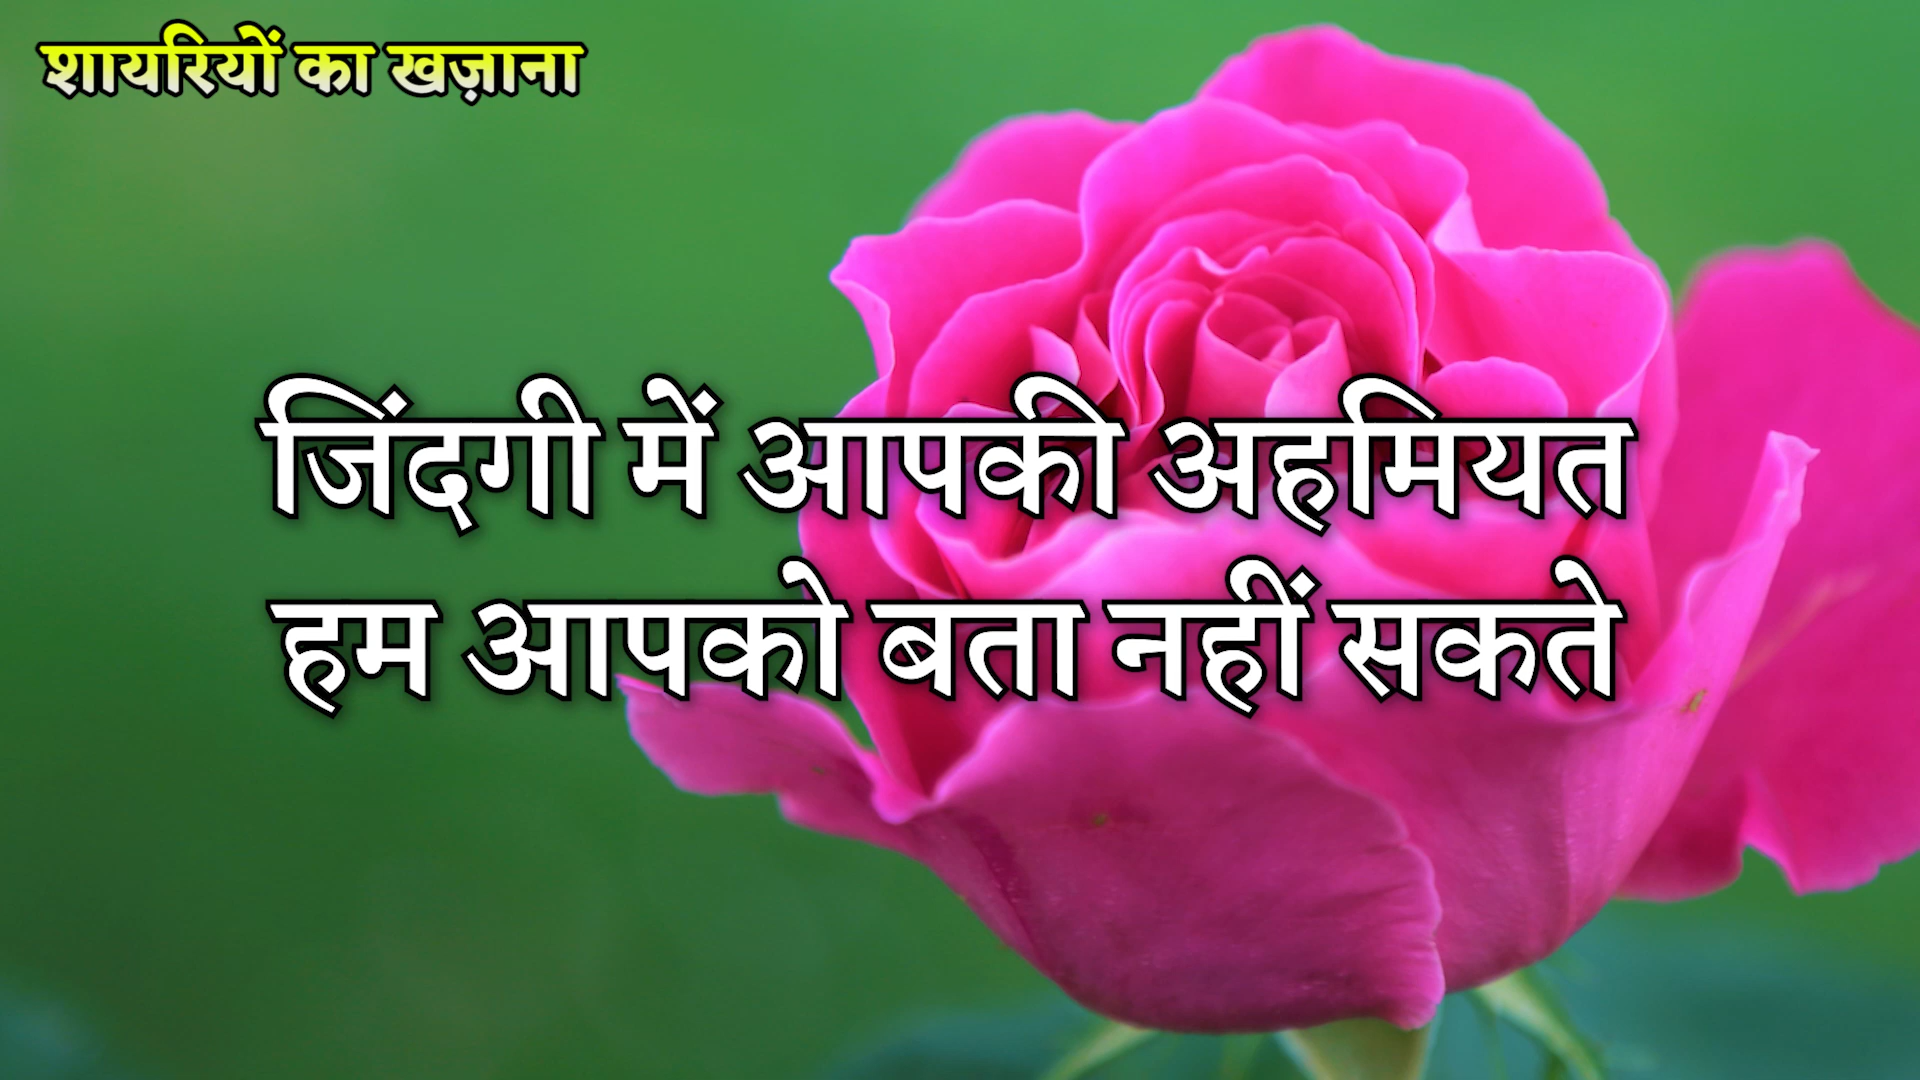 शायरियों का खज़ाना
जिंदगी में आपकी अहमियत
हम आपको बता नहीं सकते